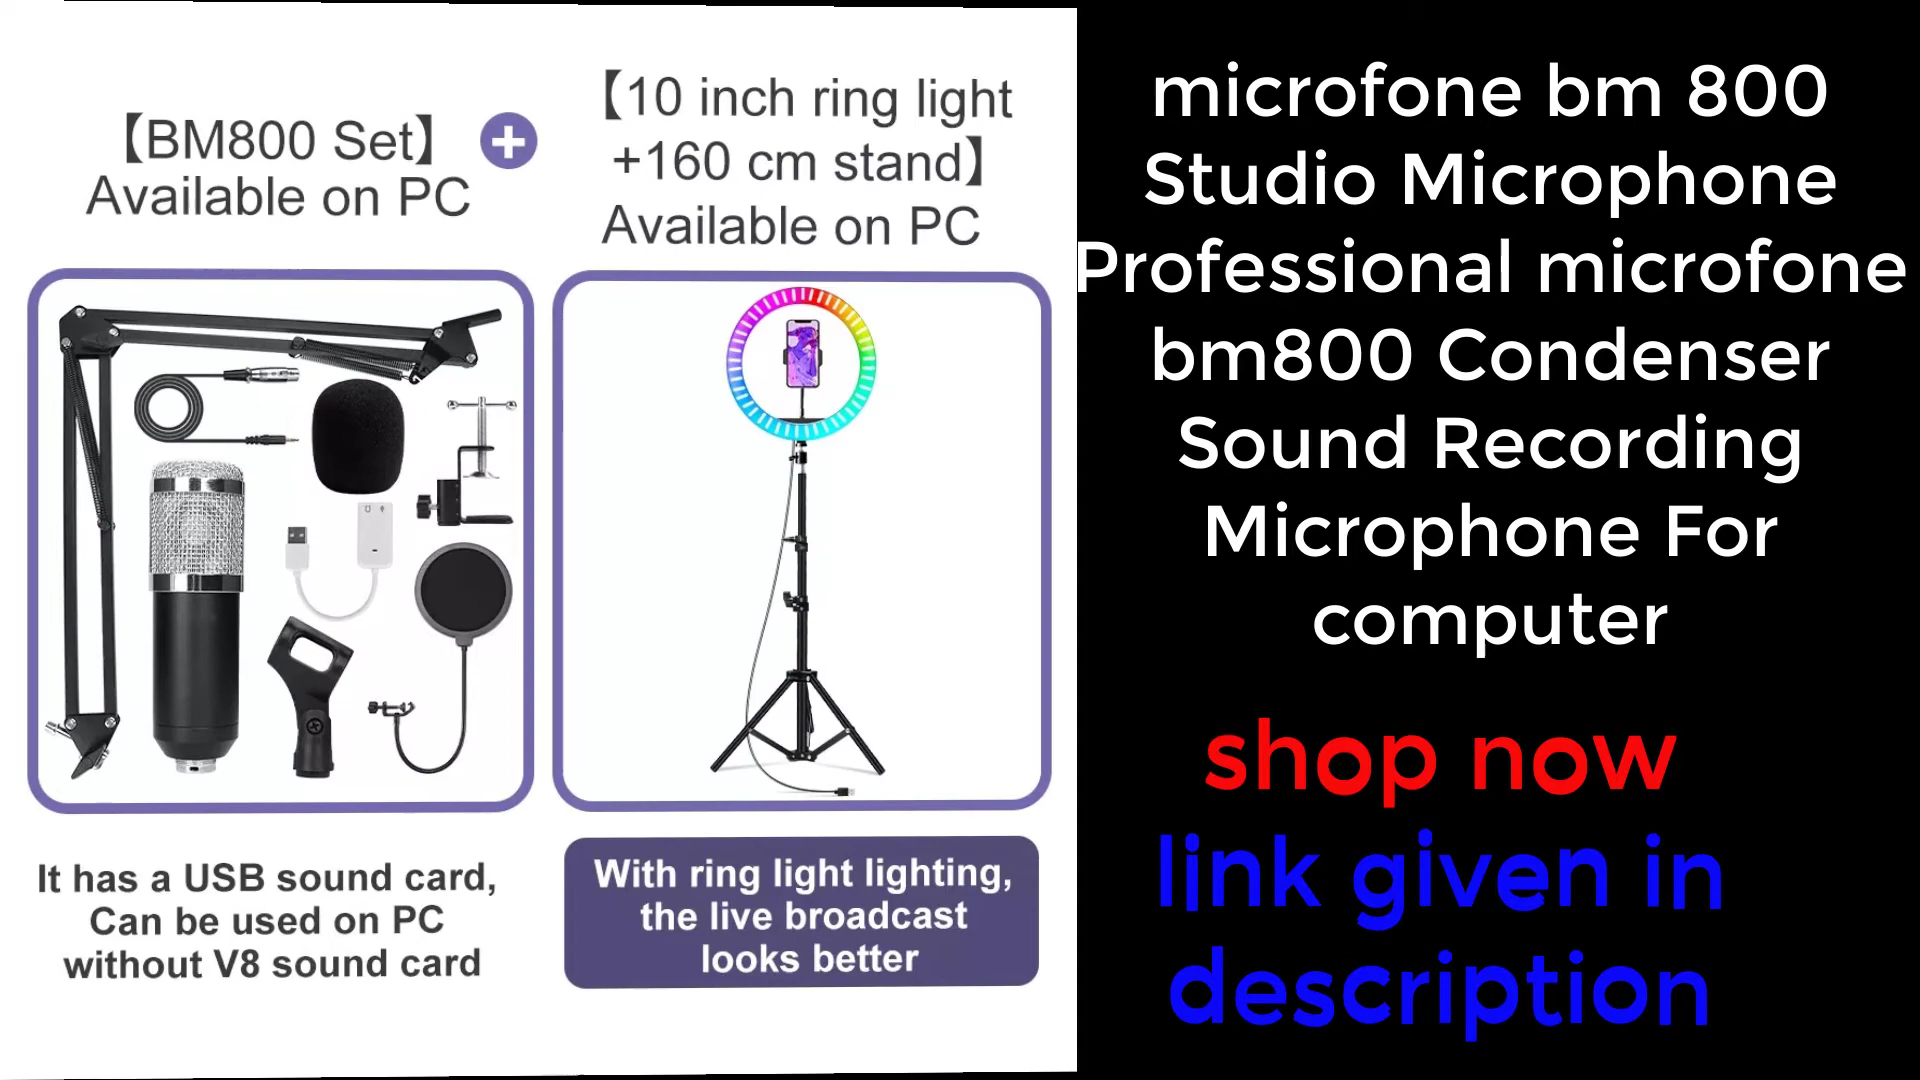 【BM800 Set】
Available on PC
【10 inch ring light
+160 cm stand】
Available on PC
It has a USB sound card,
Can be used on PC
without V8 sound card
With ring light lighting,
the live broadcast
looks better
microfone bm 800
Studio Microphone
Professional microfone
bm800 Condenser
Sound Recording
Microphone For
computer
shop now
link given in
description